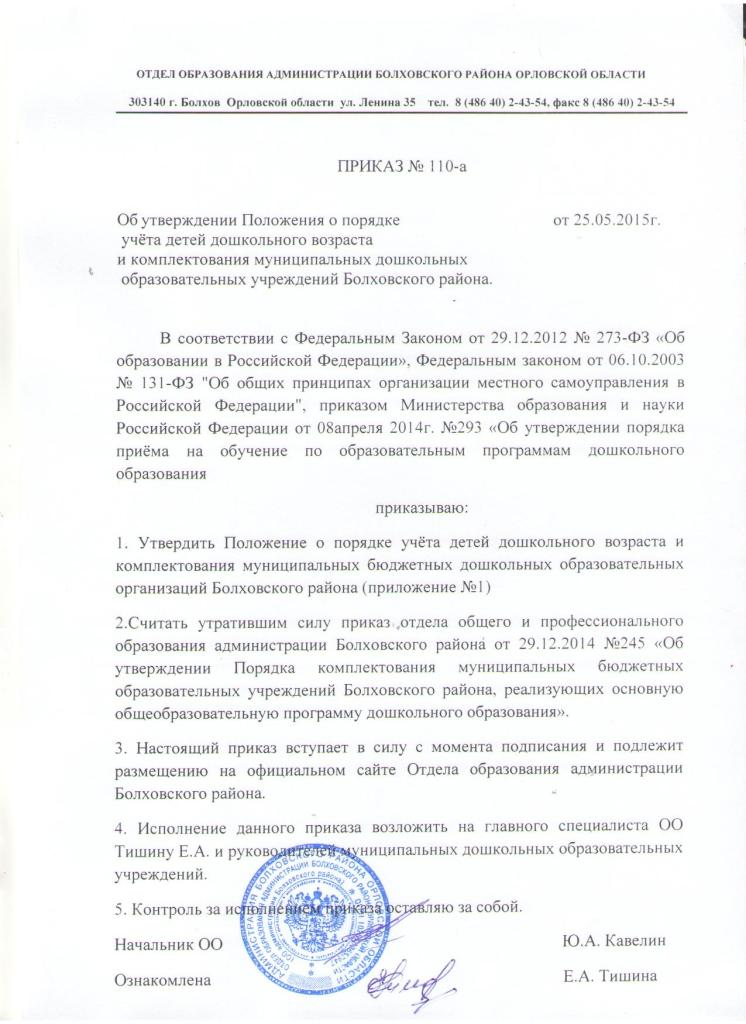 ОТДЕЛ ОБРАЗОВАНИЯ АДМИНИСТРАЦИИ БОЛХОВСКОГО РАЙОНА ОРЛОВСКОЙ ОБЛАСТИ
303140 г. Болхов Орловской области ул. Ленина 35 тел. 8 (486 40) 2-43-54, факс 8 (486 40) 2-43-54
ПРИКАЗ № 110-а
Об утверждении Положения о порядке от 25.05.2015г.
учёта детей дошкольного возраста
и комплектования муниципальных дошкольных
образовательных учреждений Болховского района.
В соответствии с Федеральным Законом от 29.12.2012 № 273-ФЗ «Об
образовании в Российской Федерации», Федеральным законом от 06.10.2003
№ 131-ФЗ "Об общих принципах организации местного самоуправления в
Российской Федерации", приказом Министерства образования и науки
Российской Федерации от 08апреля 2014г. №293 «Об утверждении порядка
приёма на обучение по образовательным программам дошкольного
образования
приказываю:
1. Утвердить Положение о порядке учёта детей дошкольного возраста и
комплектования муниципальных бюджетных дошкольных образовательных
организаций Болховского района (приложение №1)
2.Считать утратившим силу приказ отдела общего и профессионального
образования администрации Болховского района от 29.12.2014 №245 «Об
утверждении Порядка комплектования муниципальных бюджетных
образовательных учреждений Болховского района, реализующих основную
общеобразовательную программу дошкольного образования».
3. Настоящий приказ вступает в силу с момента подписания и подлежит
размещению на официальном сайте Отдела образования администрации
Болховского района.
4. Исполнение данного приказа возложить на главного специалиста ОО
Тишину Е.А. и руководителей муниципальных дошкольных образовательных
учреждений.
5. Контроль за исполнением приказа оставляю за собой.
Начальник ОО Ю.А. Кавелин
Ознакомлена Е.А. Тишина